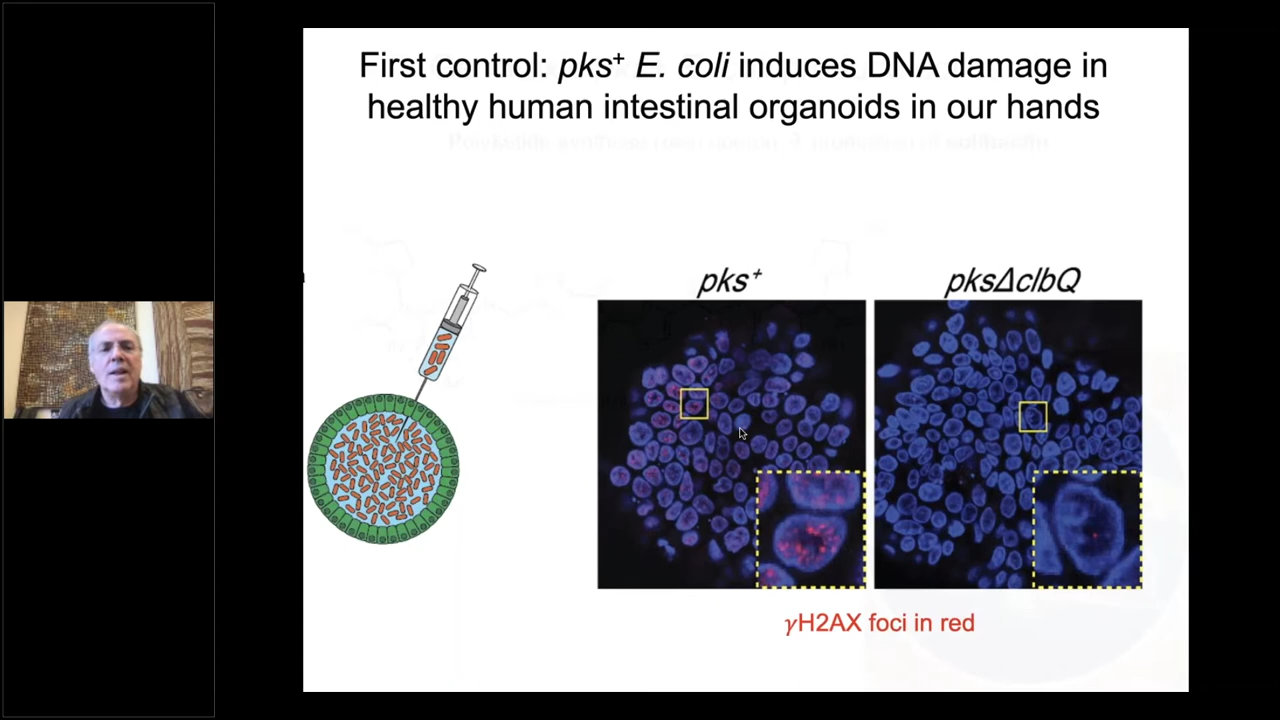 First control: pks⁺ E. coli induces DNA damage in
healthy human intestinal organoids in our hands
pks⁺
pksΔclbQ
γH2AX foci in red